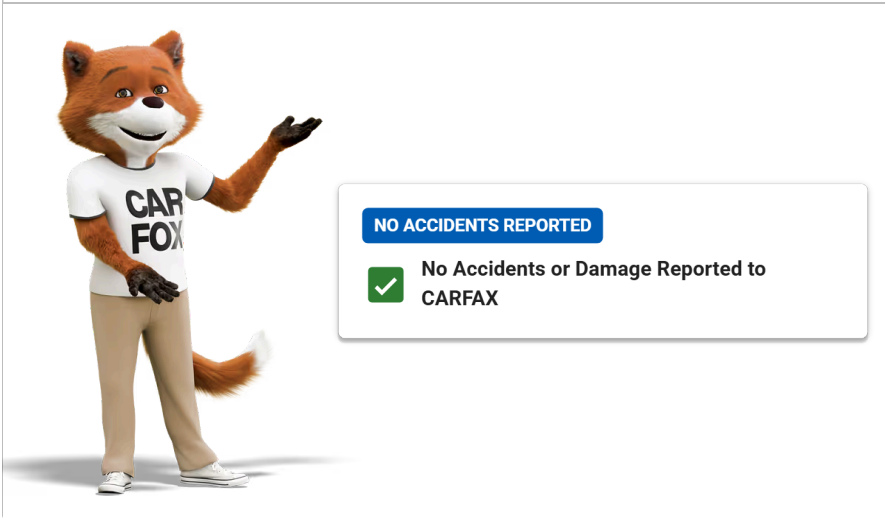 CAR
FOX
NO ACCIDENTS REPORTED
No Accidents or Damage Reported to
CARFAX